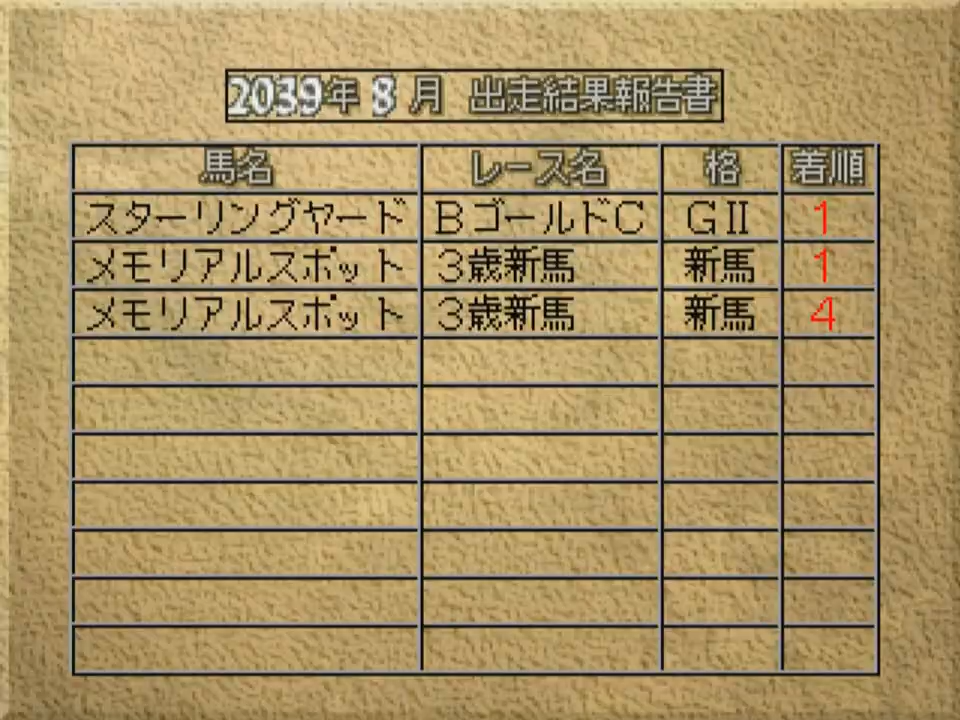 2039年 8 月 出走結果報告書
馬名 レース名 格 着順
スターリングヤード BゴールドC GⅡ 1
メモリアルスポット 3歳新馬 新馬 1
メモリアルスポット 3歳新馬 新馬 4